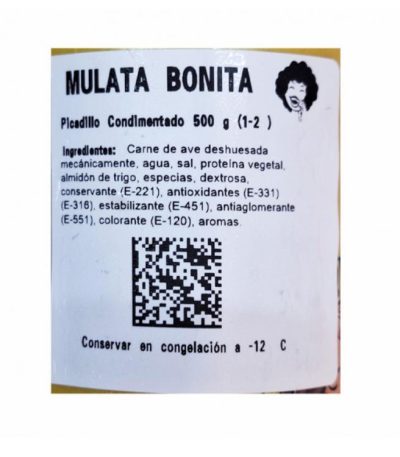 MULATA BONITA
Picadillo Condimentado 500 g (1-2 )
Ingredientes: Carne de ave deshuesada
mecánicamente, agua, sal, proteína vegetal,
almidón de trigo, especias, dextrosa,
conservante (E-221), antioxidantes (E-331)
(E-316), estabilizante (E-451), antiaglomerante
(E-551), colorante (E-120), aromas.
Conservar en congelación a -12 C